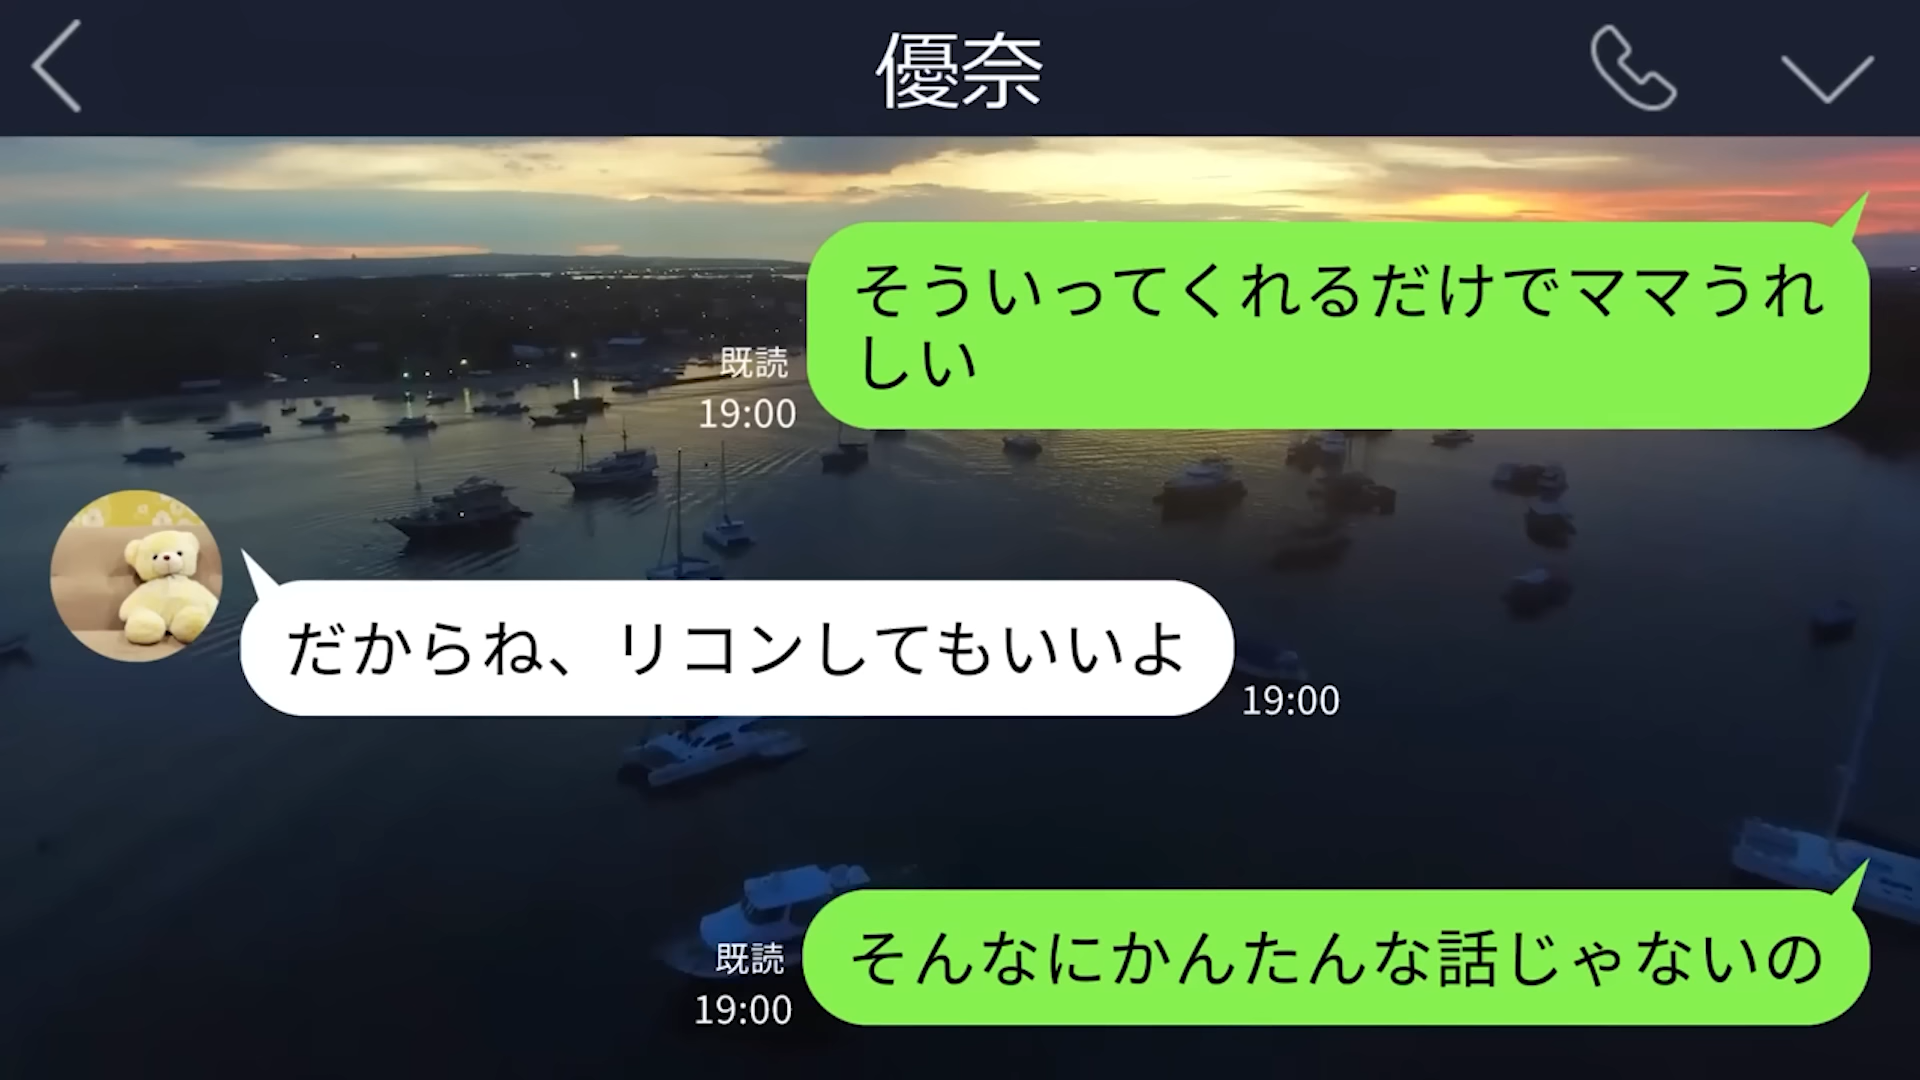 優奈
そういってくれるだけでママうれ
しい
既読
19:00
だからね、リコンしてもいいよ
19:00
そんなにかんたんな話じゃないの
既読
19:00